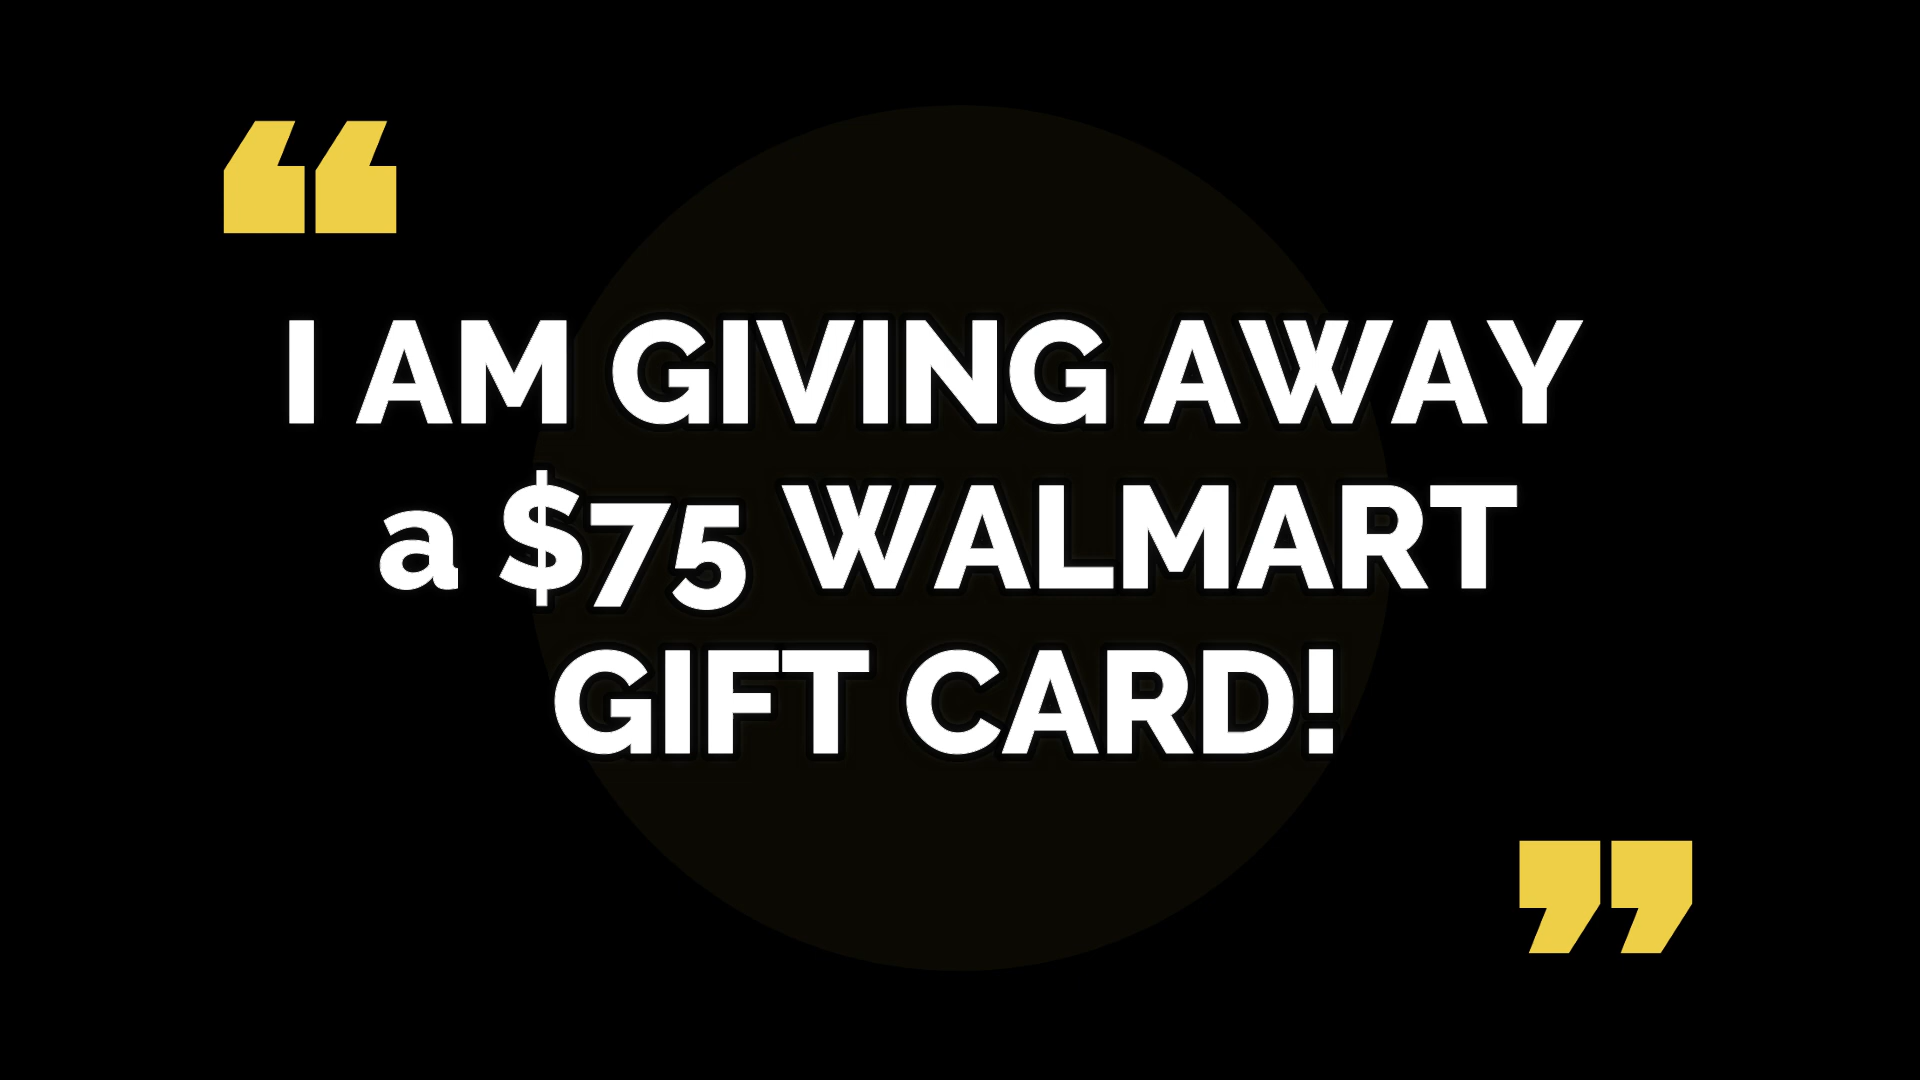 “
I AM GIVING AWAY
a $75 WALMART
GIFT CARD!
”